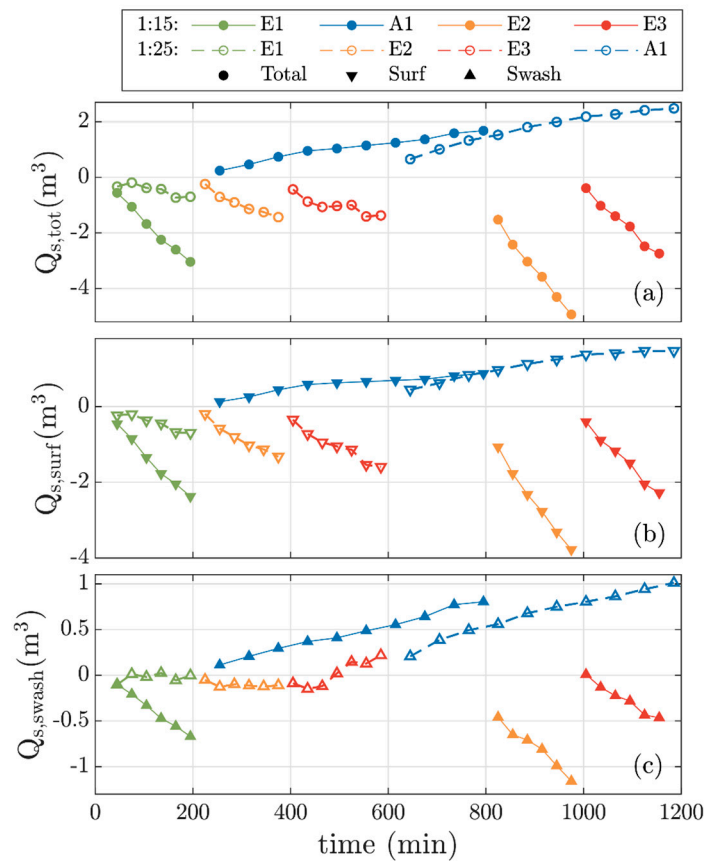 1:15: E1 A1 E2 E3
1:25: E1 E2 E3 A1
Total Surf Swash
2
0
-2
-4
Qs,tot(m³)
(a)
0
-2
-4
Qs,surf(m³)
(b)
1
0.5
0
-0.5
-1
Qs,swash(m³)
(c)
0 200 400 600 800 1000 1200
time (min)